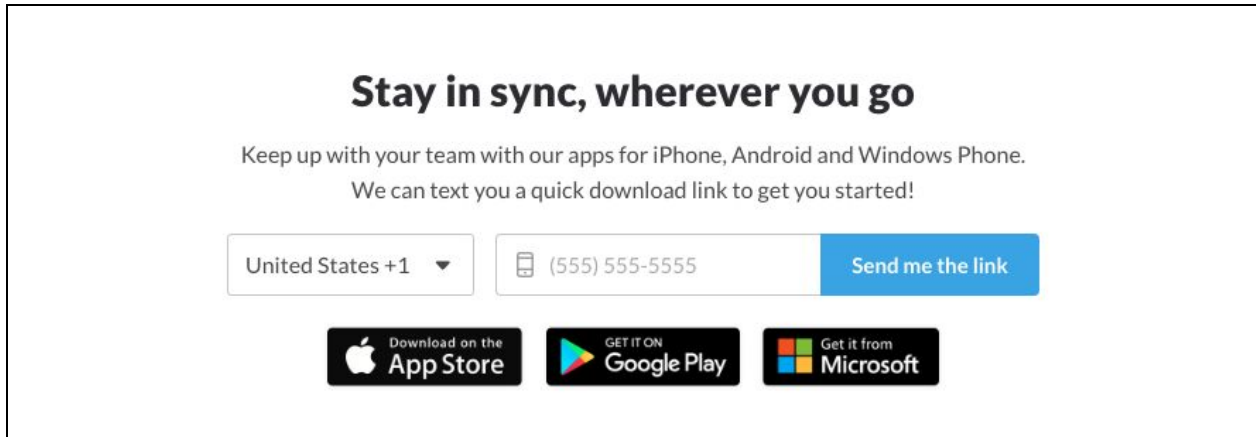 Stay in sync, wherever you go
Keep up with your team with our apps for iPhone, Android and Windows Phone.
We can text you a quick download link to get you started!
United States +1
(555) 555-5555
Send me the link
Download on the
App Store
GET IT ON
Google Play
Get it from
Microsoft